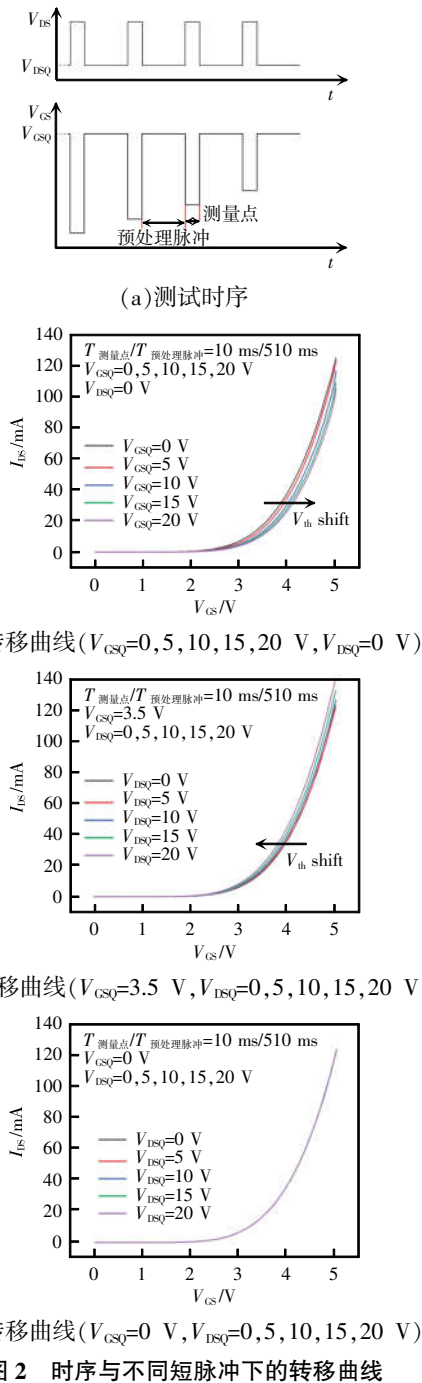 V_DS
V_DSQ
t
V_GS
V_GSQ
测量点
预处理脉冲
t
(a)测试时序
140
120
100
80
60
40
20
0
I_DS/mA
T_测量点/T_预处理脉冲=10 ms/510 ms
V_GSQ=0,5,10,15,20 V
V_DSQ=0 V
V_GSQ=0 V
V_GSQ=5 V
V_GSQ=10 V
V_GSQ=15 V
V_GSQ=20 V
V_th shift
0 1 2 3 4 5
V_GS/V
移曲线(V_GSQ=0,5,10,15,20 V,V_DSQ=0 V)
140
120
100
80
60
40
20
0
I_DS/mA
T_测量点/T_预处理脉冲=10 ms/510 ms
V_GSQ=3.5 V
V_DSQ=0,5,10,15,20 V
V_DSQ=0 V
V_DSQ=5 V
V_DSQ=10 V
V_DSQ=15 V
V_DSQ=20 V
V_th shift
0 1 2 3 4 5
V_GS/V
移曲线(V_GSQ=3.5 V,V_DSQ=0,5,10,15,20 V
140
120
100
80
60
40
20
0
I_DS/mA
T_测量点/T_预处理脉冲=10 ms/510 ms
V_GSQ=0 V
V_DSQ=0,5,10,15,20 V
V_DSQ=0 V
V_DSQ=5 V
V_DSQ=10 V
V_DSQ=15 V
V_DSQ=20 V
0 1 2 3 4 5
V_GS/V
移曲线(V_GSQ=0 V,V_DSQ=0,5,10,15,20 V)
图 2 时序与不同短脉冲下的转移曲线